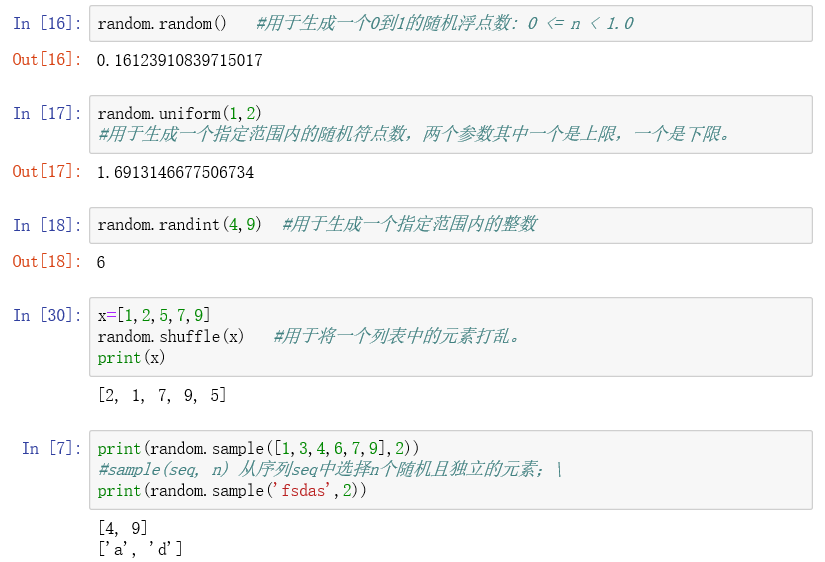 In [16]: random.random()   #用于生成一个0到1的随机浮点数: 0 <= n < 1.0
Out[16]: 0.16123910839715017
In [17]: random.uniform(1,2)
#用于生成一个指定范围内的随机符点数，两个参数其中一个是上限，一个是下限。
Out[17]: 1.6913146677506734
In [18]: random.randint(4,9)  #用于生成一个指定范围内的整数
Out[18]: 6
In [30]: x=[1,2,5,7,9]
random.shuffle(x)   #用于将一个列表中的元素打乱。
print(x)
[2, 1, 7, 9, 5]
In [7]: print(random.sample([1,3,4,6,7,9],2))
#sample(seq, n) 从序列seq中选择n个随机且独立的元素；\
print(random.sample('fsdas',2))
[4, 9]
['a', 'd']